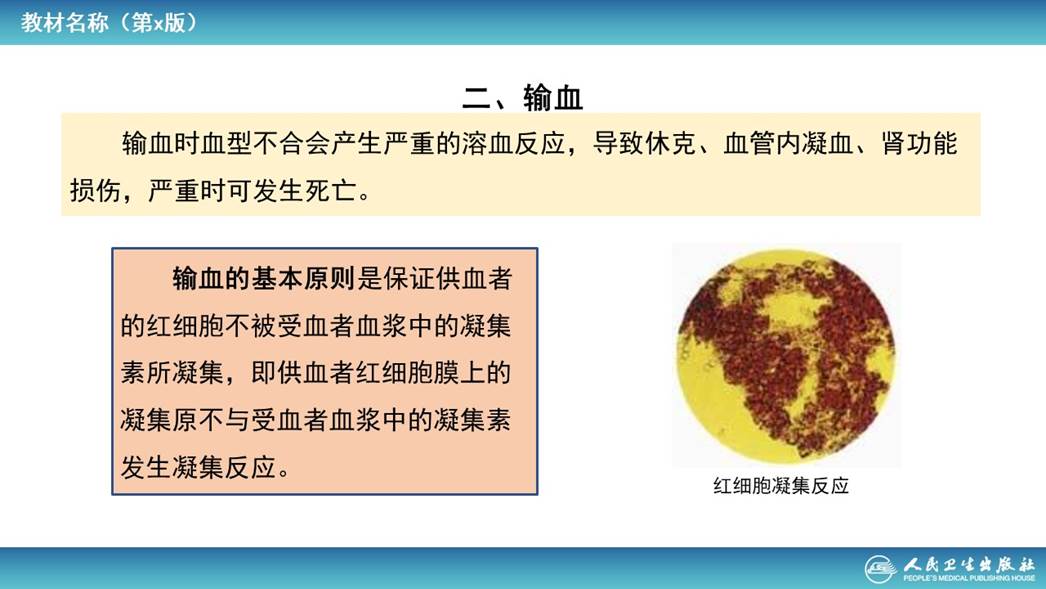 教材名称（第x版）
二、输血
输血时血型不合会产生严重的溶血反应，导致休克、血管内凝血、肾功能
损伤，严重时可发生死亡。
输血的基本原则是保证供血者
的红细胞不被受血者血浆中的凝集
素所凝集，即供血者红细胞膜上的
凝集原不与受血者血浆中的凝集素
发生凝集反应。
红细胞凝集反应
人民卫生出版社
PEOPLE'S MEDICAL PUBLISHING HOUSE